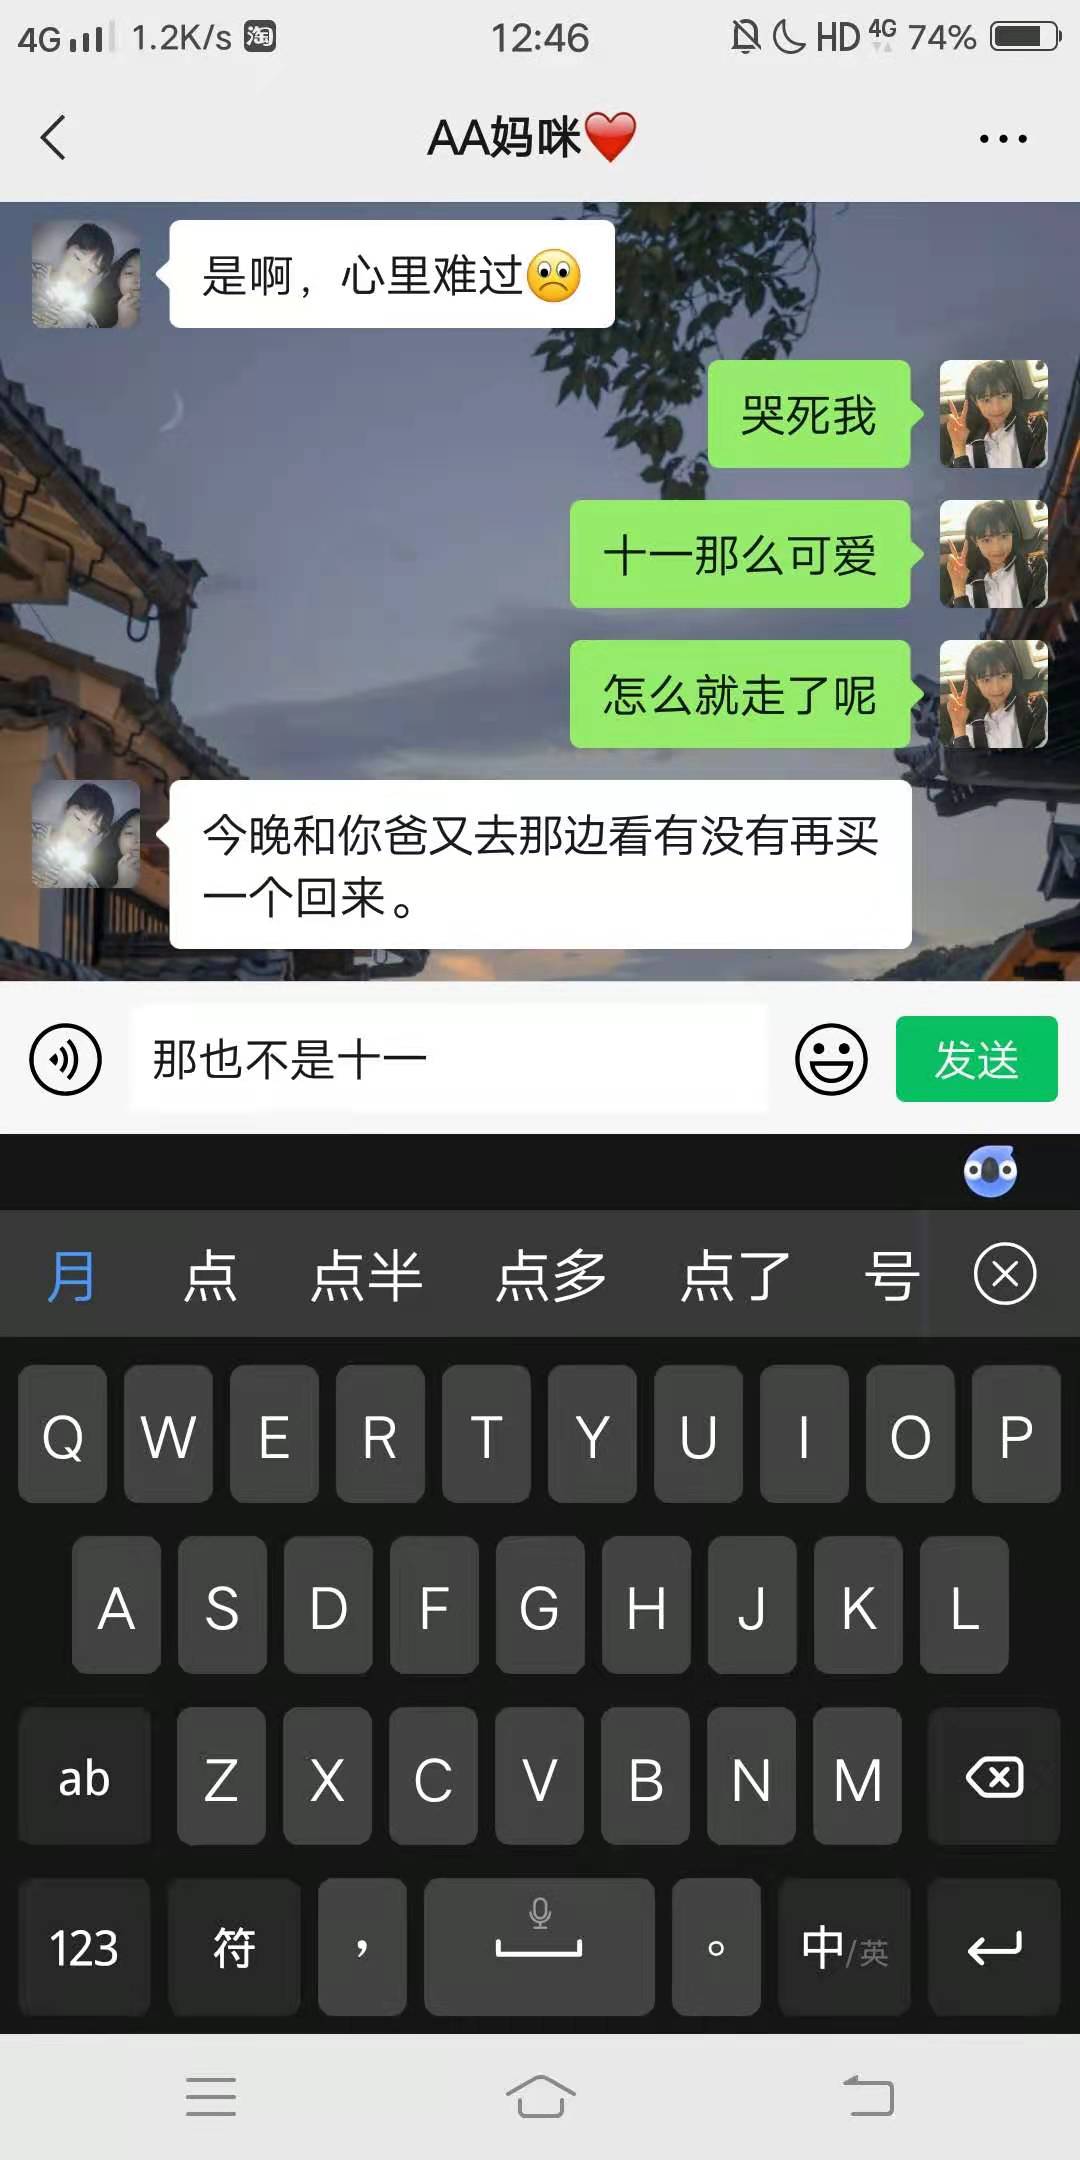 4G 1.2K/s 淘 12:46 HD 4G 74%
AA妈咪❤️
是啊，心里难过🙁
哭死我
十一那么可爱
怎么就走了呢
今晚和你爸又去那边看有没有再买
一个回来。
那也不是十一
发送
月 点 点半 点多 点了 号
Q W E R T Y U I O P
A S D F G H J K L
ab Z X C V B N M
123 符 ， 。 中/英